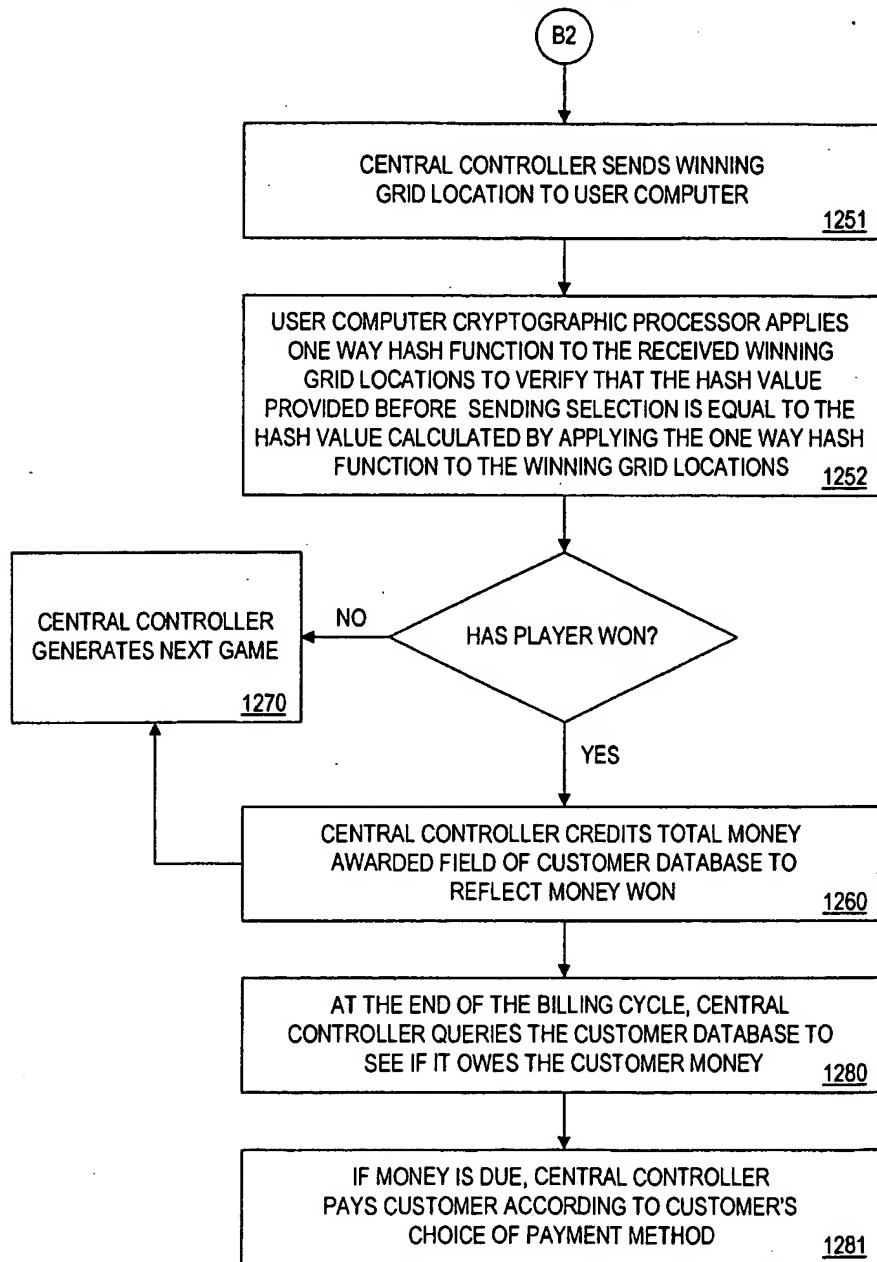 B2
CENTRAL CONTROLLER SENDS WINNING
GRID LOCATION TO USER COMPUTER
1251
USER COMPUTER CRYPTOGRAPHIC PROCESSOR APPLIES
ONE WAY HASH FUNCTION TO THE RECEIVED WINNING
GRID LOCATIONS TO VERIFY THAT THE HASH VALUE
PROVIDED BEFORE SENDING SELECTION IS EQUAL TO THE
HASH VALUE CALCULATED BY APPLYING THE ONE WAY HASH
FUNCTION TO THE WINNING GRID LOCATIONS
1252
HAS PLAYER WON?
NO
CENTRAL CONTROLLER
GENERATES NEXT GAME
1270
YES
CENTRAL CONTROLLER CREDITS TOTAL MONEY
AWARDED FIELD OF CUSTOMER DATABASE TO
REFLECT MONEY WON
1260
AT THE END OF THE BILLING CYCLE, CENTRAL
CONTROLLER QUERIES THE CUSTOMER DATABASE TO
SEE IF IT OWES THE CUSTOMER MONEY
1280
IF MONEY IS DUE, CENTRAL CONTROLLER
PAYS CUSTOMER ACCORDING TO CUSTOMER'S
CHOICE OF PAYMENT METHOD
1281